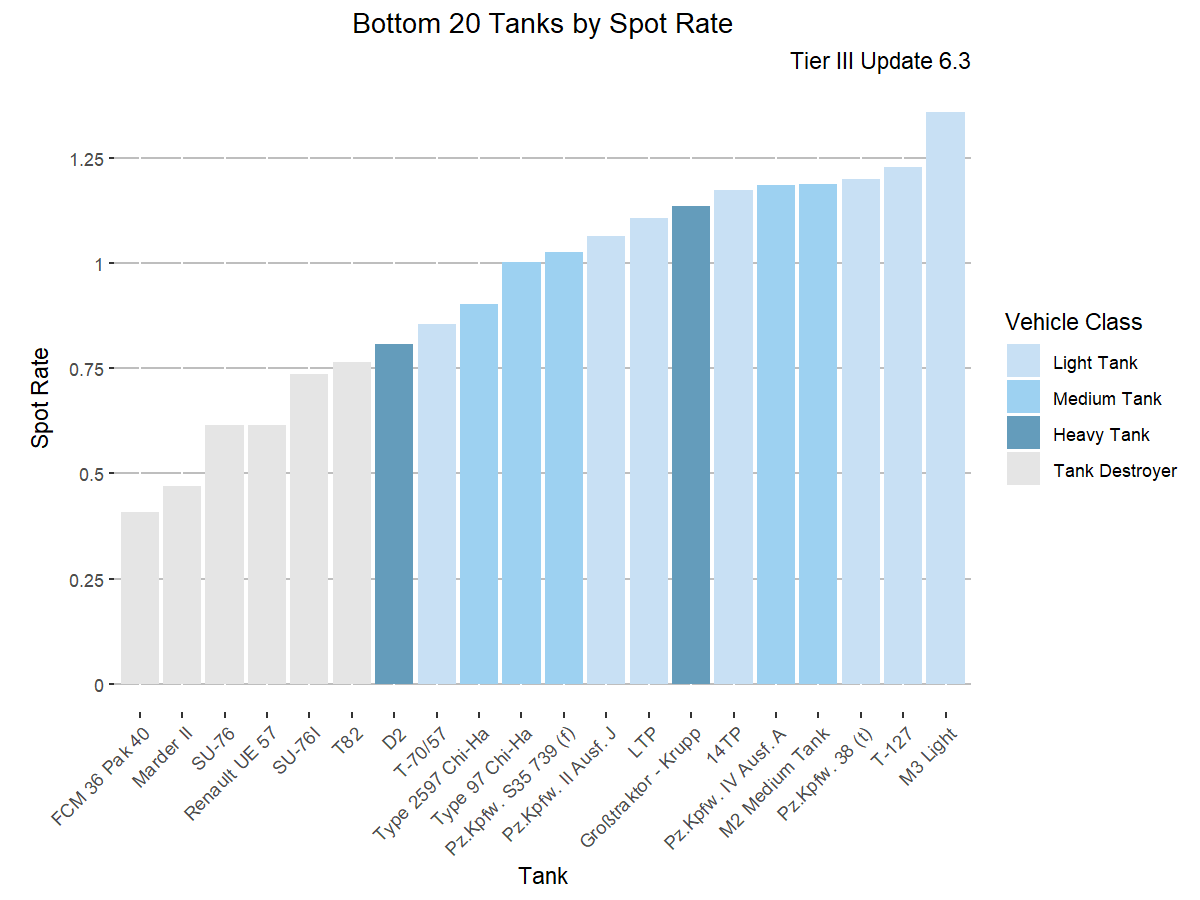 Bottom 20 Tanks by Spot Rate
Tier III Update 6.3
1.25
1
0.75
0.5
0.25
0
Spot Rate
FCM 36 Pak 40
Marder II
SU-76
Renault UE 57
SU-76I
T82
D2
T-70/57
Type 2597 Chi-Ha
Type 97 Chi-Ha
Pz.Kpfw. S35 739 (f)
Pz.Kpfw. II Ausf. J
LTP
Großtraktor - Krupp
14TP
Pz.Kpfw. IV Ausf. A
M2 Medium Tank
Pz.Kpfw. 38 (t)
T-127
M3 Light
Tank
Vehicle Class
Light Tank
Medium Tank
Heavy Tank
Tank Destroyer